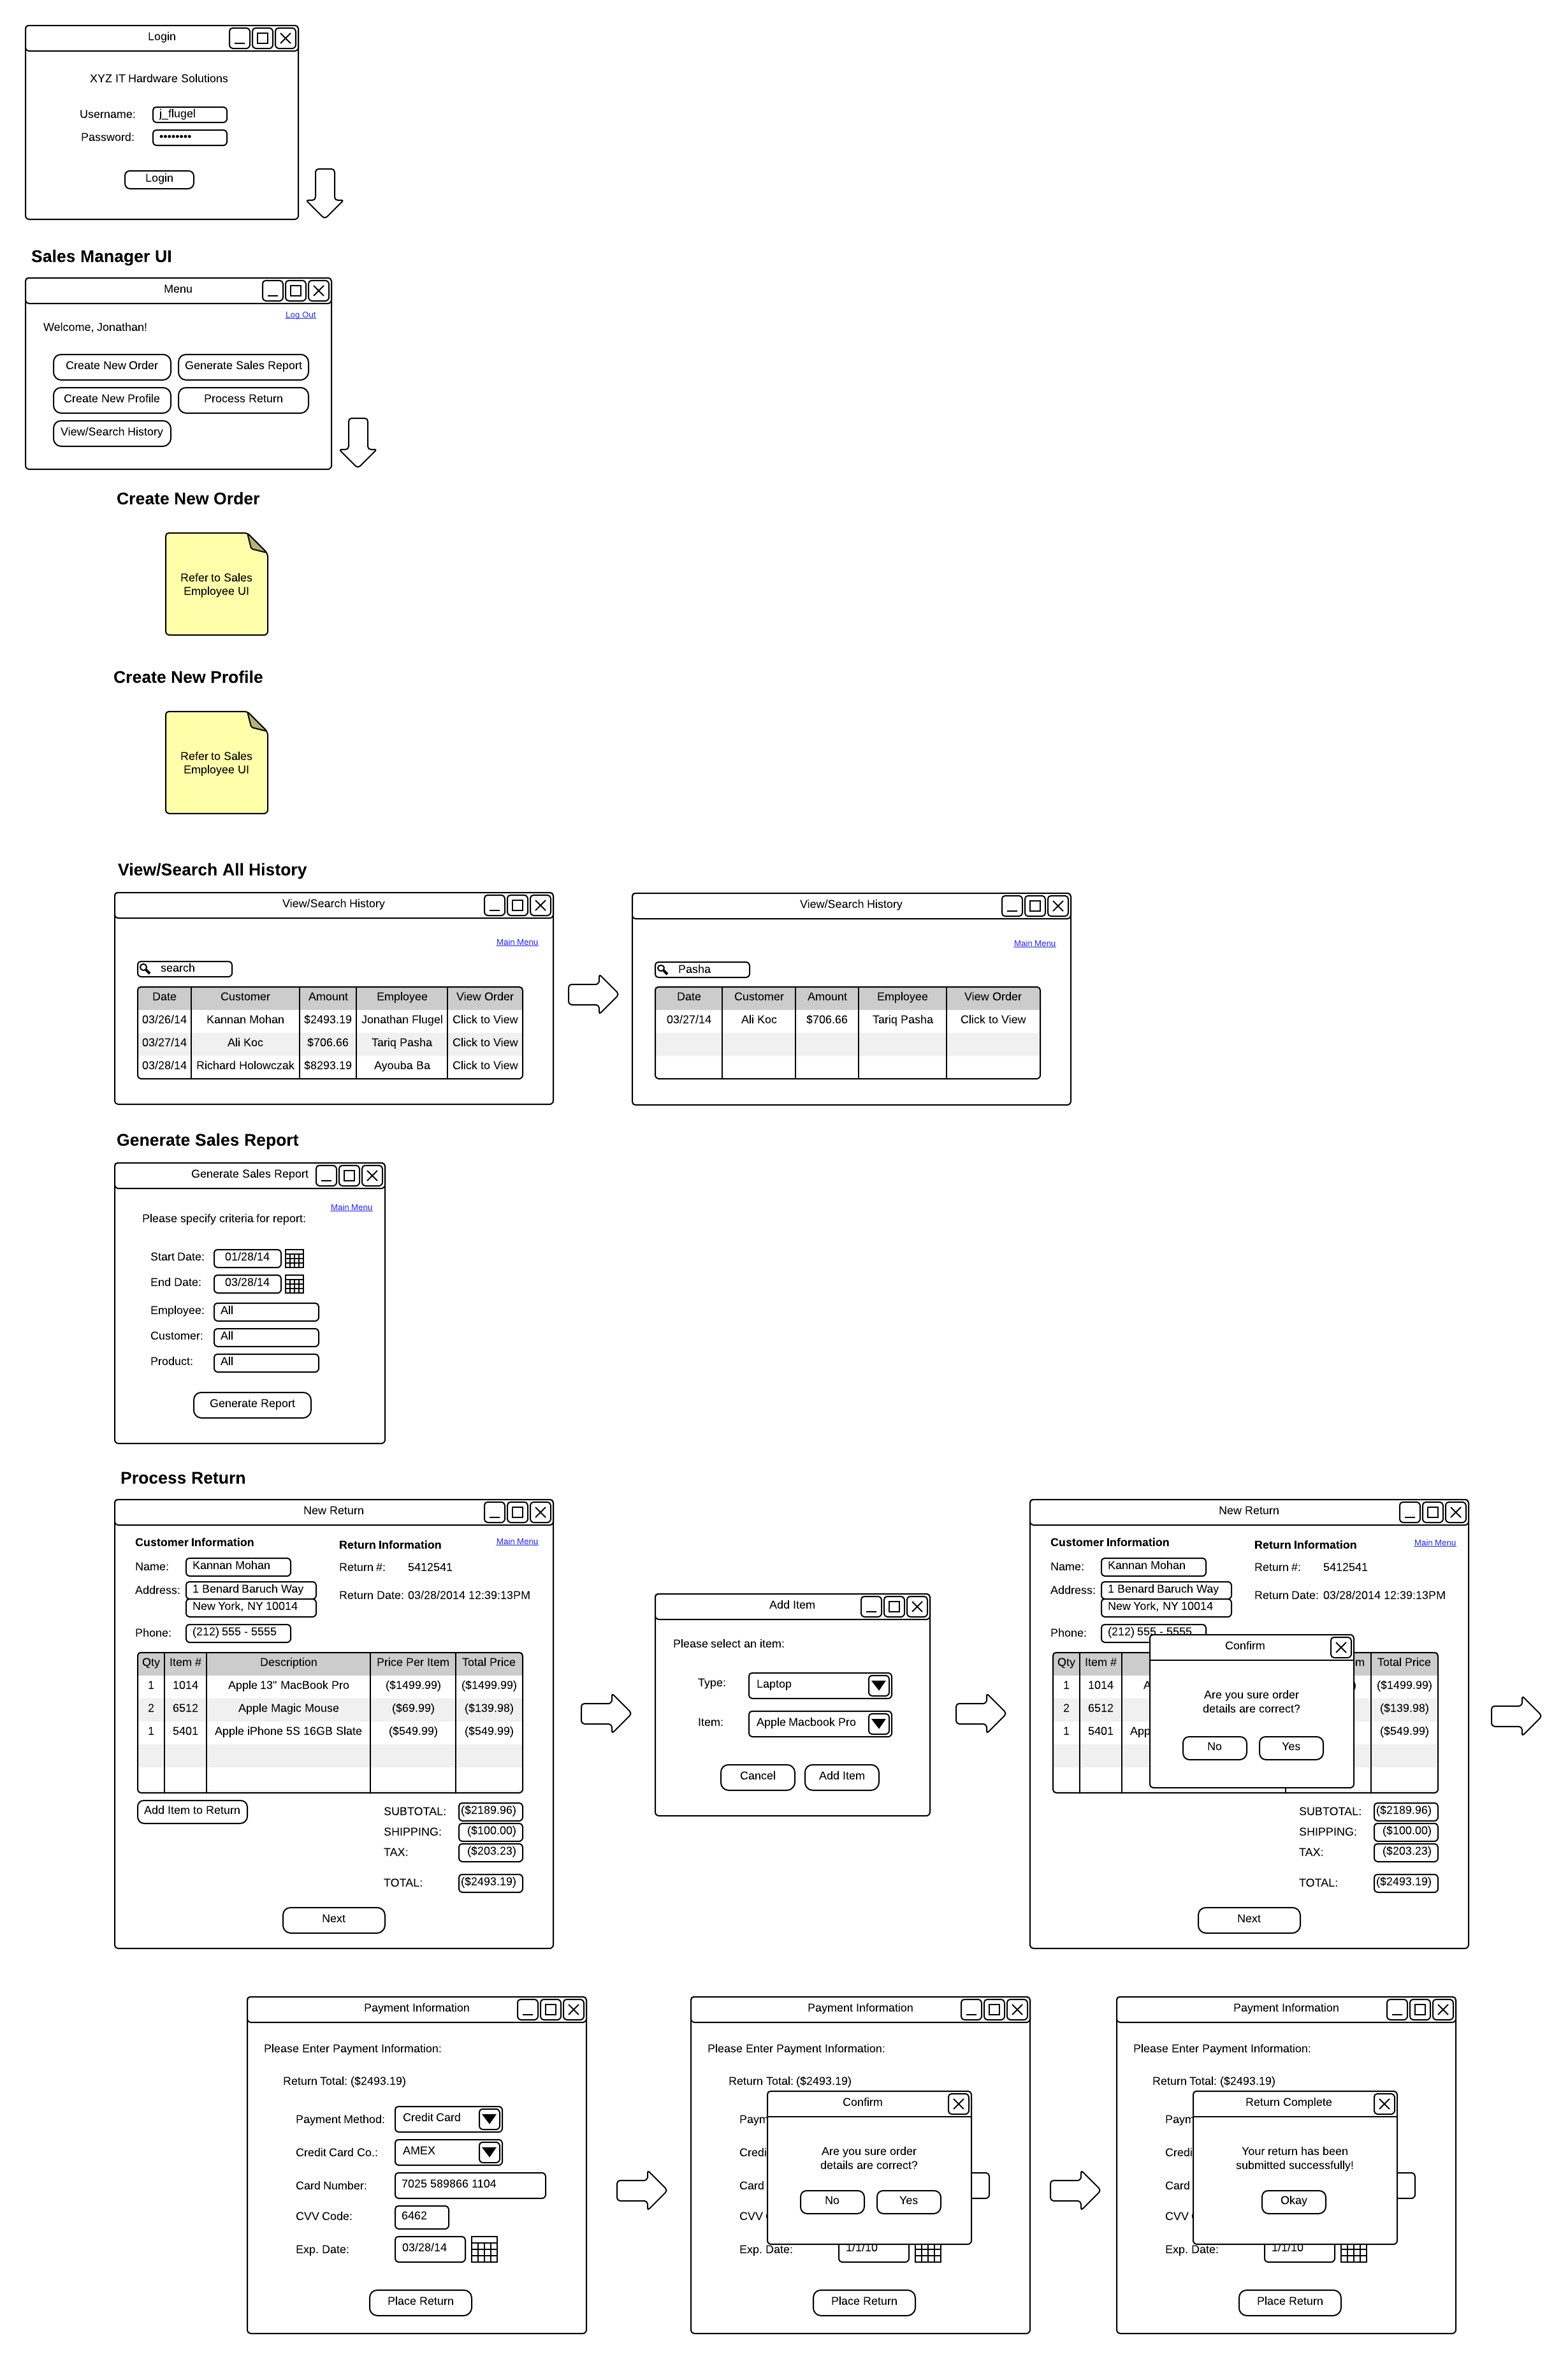 Login
XYZ IT Hardware Solutions
Username: j_flugel
Password: ••••••••
Login
Sales Manager UI
Menu
Log Out
Welcome, Jonathan!
Create New Order Generate Sales Report
Create New Profile Process Return
View/Search History
Create New Order
Refer to Sales
Employee UI
Create New Profile
Refer to Sales
Employee UI
View/Search All History
View/Search History
Main Menu
search
Date Customer Amount Employee View Order
03/26/14 Kannan Mohan $2493.19 Jonathan Flugel Click to View
03/27/14 Ali Koc $706.66 Tariq Pasha Click to View
03/28/14 Richard Holowczak $8293.19 Ayouba Ba Click to View
View/Search History
Main Menu
Pasha
Date Customer Amount Employee View Order
03/27/14 Ali Koc $706.66 Tariq Pasha Click to View
Generate Sales Report
Generate Sales Report
Main Menu
Please specify criteria for report:
Start Date: 01/28/14
End Date: 03/28/14
Employee: All
Customer: All
Product: All
Generate Report
Process Return
New Return
Customer Information Return Information Main Menu
Name: Kannan Mohan Return #: 5412541
Address: 1 Benard Baruch Way Return Date: 03/28/2014 12:39:13PM
New York, NY 10014
Phone: (212) 555 - 5555
Qty Item # Description Price Per Item Total Price
1 1014 Apple 13" MacBook Pro ($1499.99) ($1499.99)
2 6512 Apple Magic Mouse ($69.99) ($139.98)
1 5401 Apple iPhone 5S 16GB Slate ($549.99) ($549.99)
Add Item to Return SUBTOTAL: ($2189.96)
SHIPPING: ($100.00)
TAX: ($203.23)
TOTAL: ($2493.19)
Next
Add Item
Please select an item:
Type: Laptop
Item: Apple Macbook Pro
Cancel Add Item
New Return
Customer Information Return Information Main Menu
Name: Kannan Mohan Return #: 5412541
Address: 1 Benard Baruch Way Return Date: 03/28/2014 12:39:13PM
New York, NY 10014
Phone: (212) 555 - 5555
Confirm
Are you sure order
details are correct?
No Yes
Qty Item # m Total Price
1 1014 A ) ($1499.99)
2 6512 ($139.98)
1 5401 App ($549.99)
SUBTOTAL: ($2189.96)
SHIPPING: ($100.00)
TAX: ($203.23)
TOTAL: ($2493.19)
Next
Payment Information
Please Enter Payment Information:
Return Total: ($2493.19)
Payment Method: Credit Card
Credit Card Co.: AMEX
Card Number: 7025 589866 1104
CVV Code: 6462
Exp. Date: 03/28/14
Place Return
Payment Information
Please Enter Payment Information:
Return Total: ($2493.19)
Confirm
Are you sure order
details are correct?
No Yes
Paym
Credi
Card
CVV
Exp. Date: 1/1/10
Place Return
Payment Information
Please Enter Payment Information:
Return Total: ($2493.19)
Return Complete
Your return has been
submitted successfully!
Okay
Paym
Credi
Card
CVV
Exp. Date: 1/1/10
Place Return